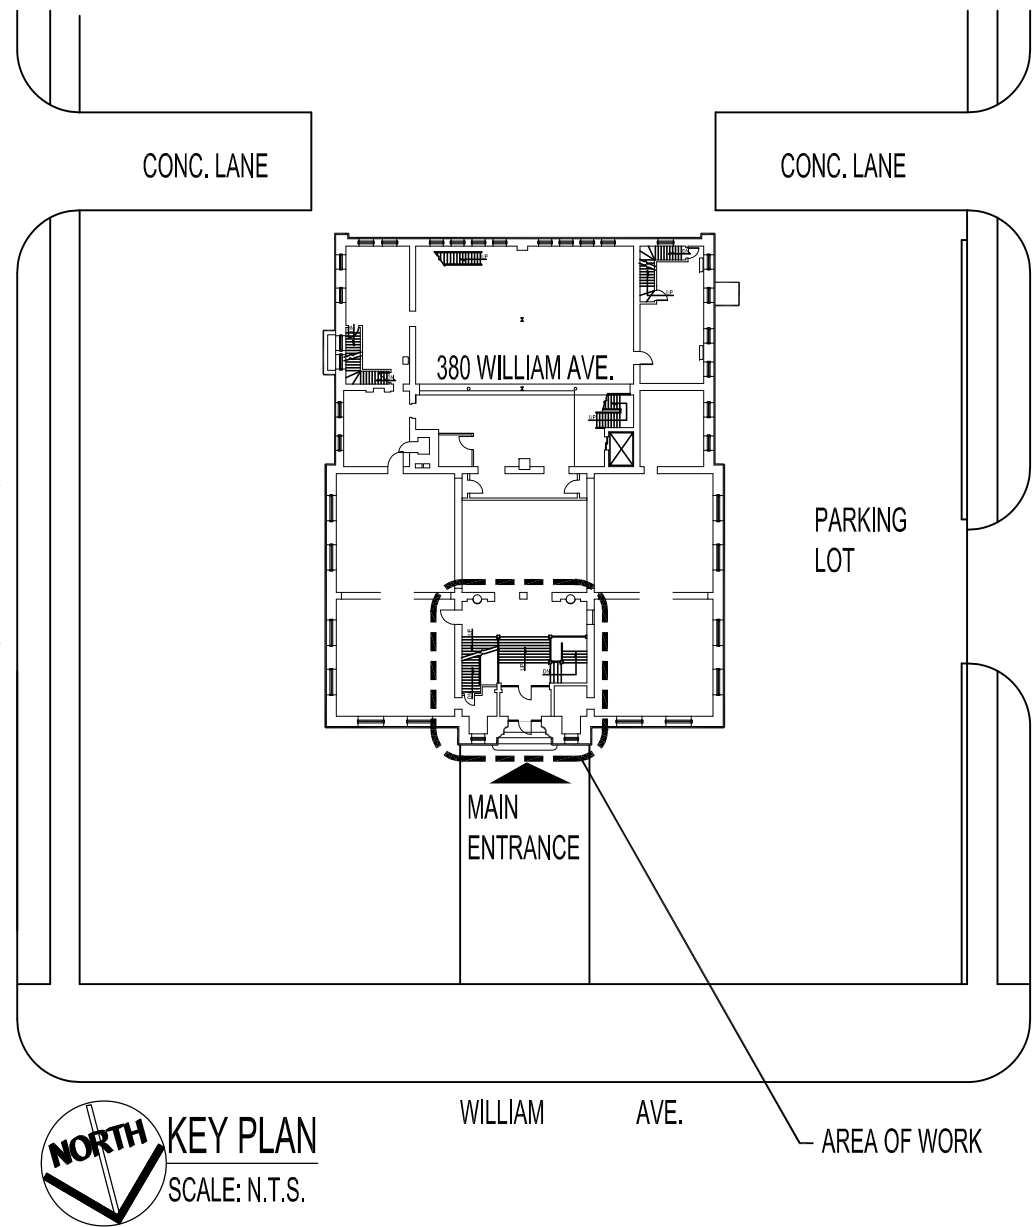 CONC. LANE
CONC. LANE
380 WILLIAM AVE.
PARKING
LOT
MAIN
ENTRANCE
WILLIAM AVE.
AREA OF WORK
NORTH
KEY PLAN
SCALE: N.T.S.